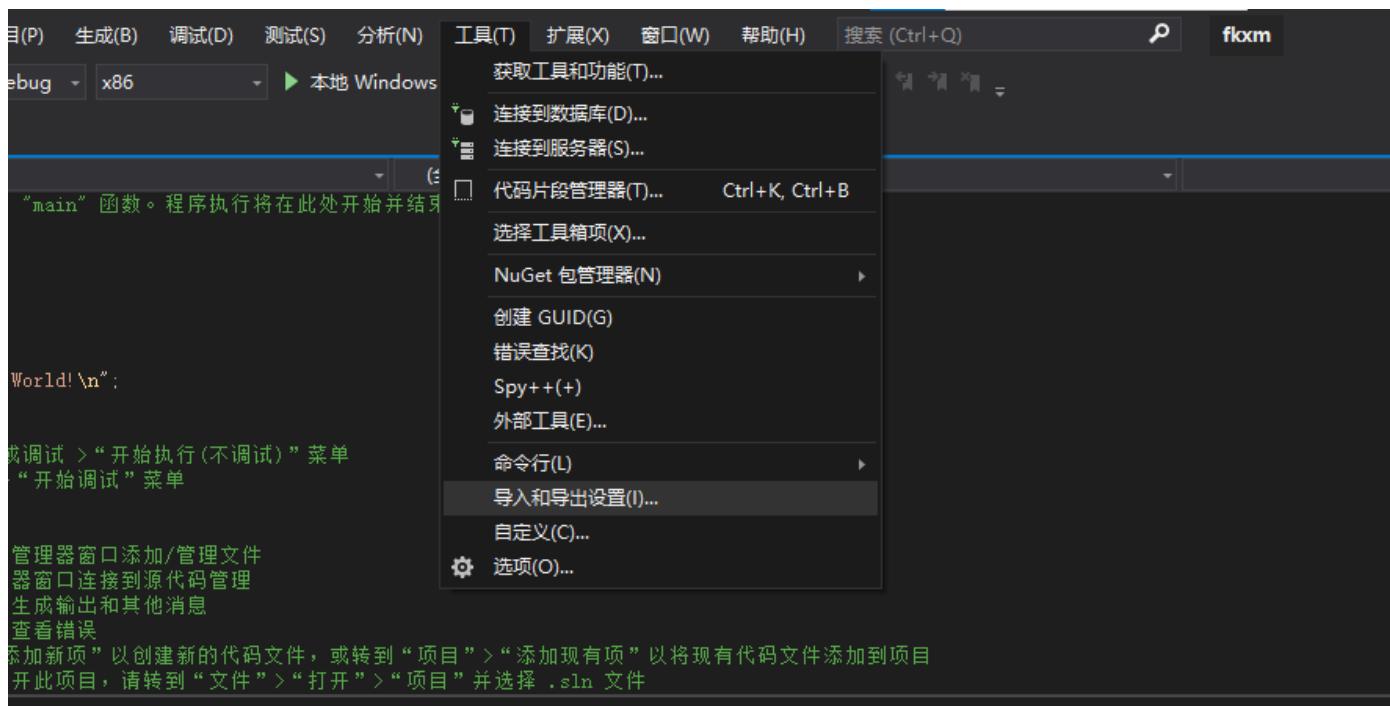 目(P) 生成(B) 调试(D) 测试(S) 分析(N) 工具(T) 扩展(X) 窗口(W) 帮助(H) 搜索 (Ctrl+Q) fkxm
ebug x86 本地 Windows
获取工具和功能(T)...
连接到数据库(D)...
连接到服务器(S)...
代码片段管理器(T)... Ctrl+K, Ctrl+B
选择工具箱项(X)...
NuGet 包管理器(N)
创建 GUID(G)
错误查找(K)
Spy++(+)
外部工具(E)...
命令行(L)
导入和导出设置(I)...
自定义(C)...
选项(O)...
"main" 函数。程序执行将在此处开始并结束
World!\n";
或调试 >“开始执行(不调试)”菜单
“开始调试”菜单
管理器窗口添加/管理文件
器窗口连接到源代码管理
生成输出和其他消息
查看错误
添加新项”以创建新的代码文件，或转到“项目”>“添加现有项”以将现有代码文件添加到项目
开此项目，请转到“文件”>“打开”>“项目”并选择 .sln 文件